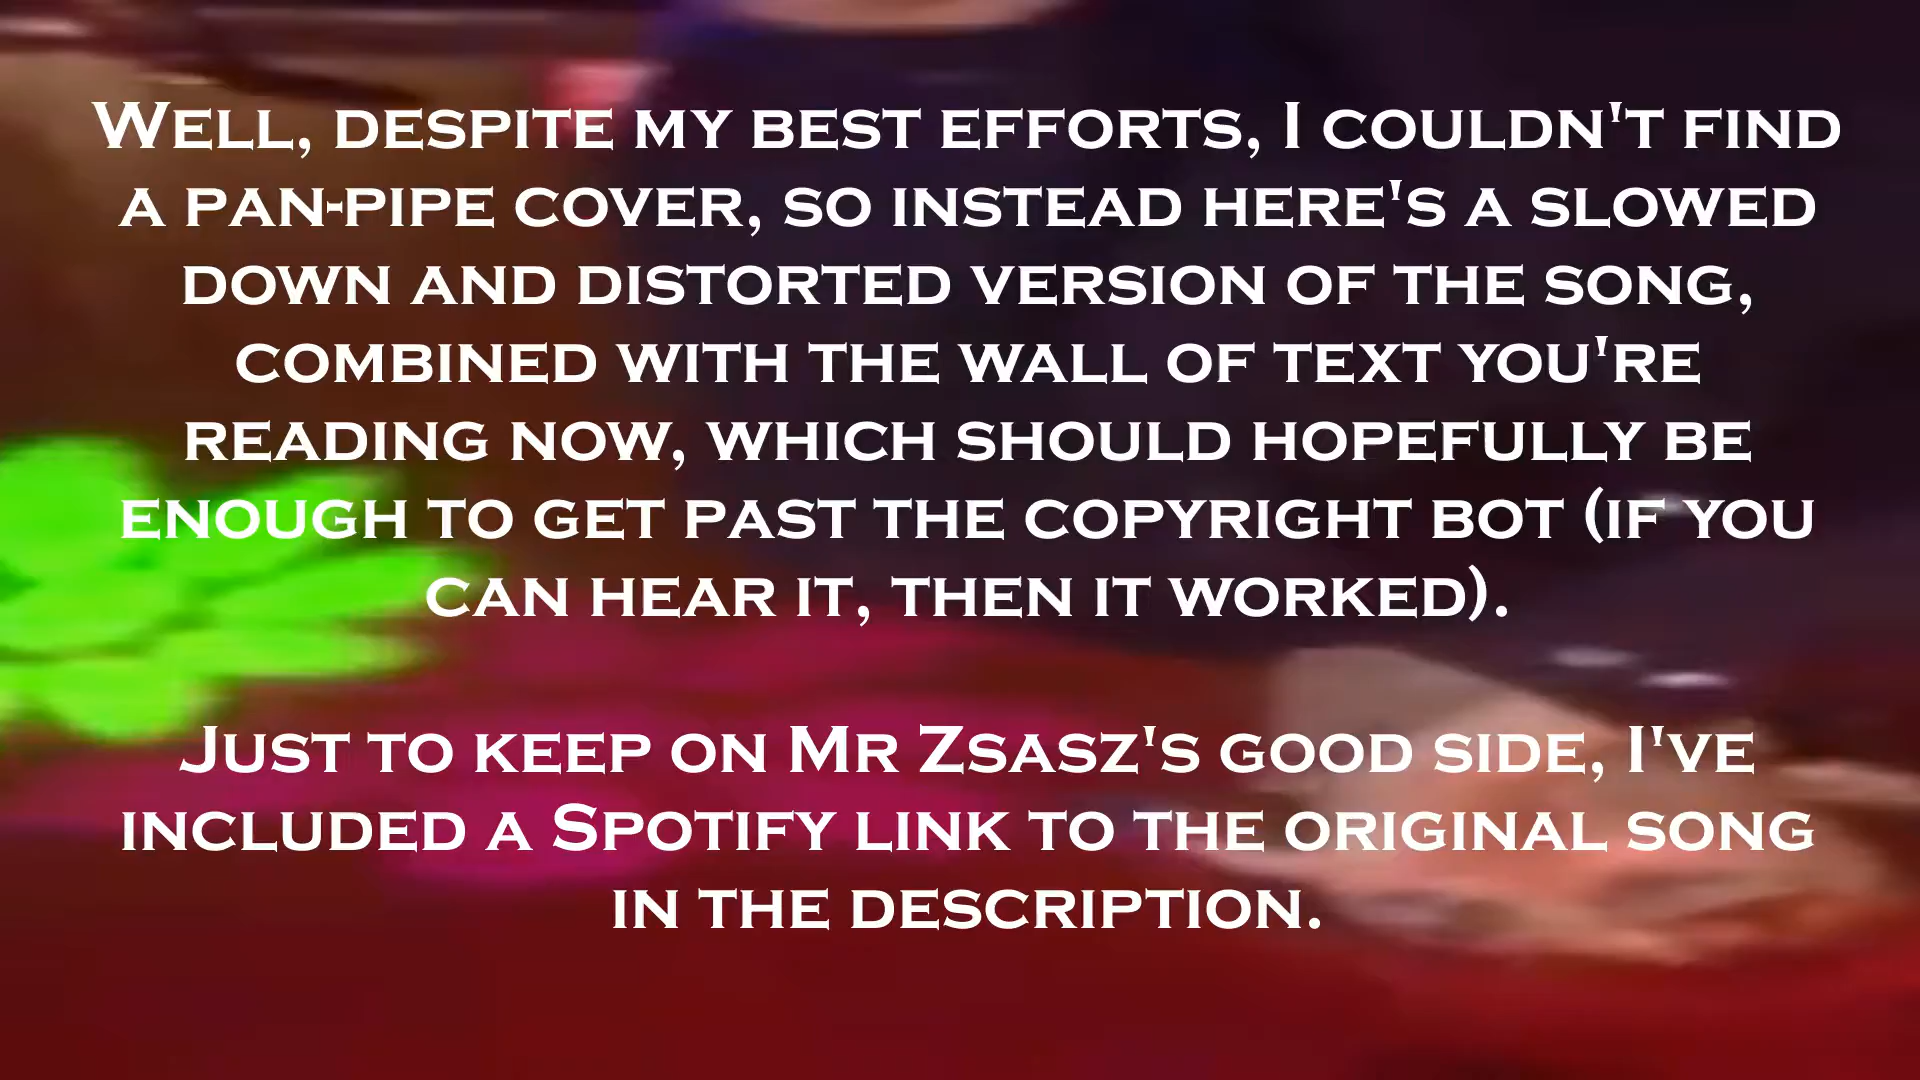 Well, despite my best efforts, I couldn't find
a pan-pipe cover, so instead here's a slowed
down and distorted version of the song,
combined with the wall of text you're
reading now, which should hopefully be
enough to get past the copyright bot (if you
can hear it, then it worked).
Just to keep on Mr Zsasz's good side, I've
included a Spotify link to the original song
in the description.